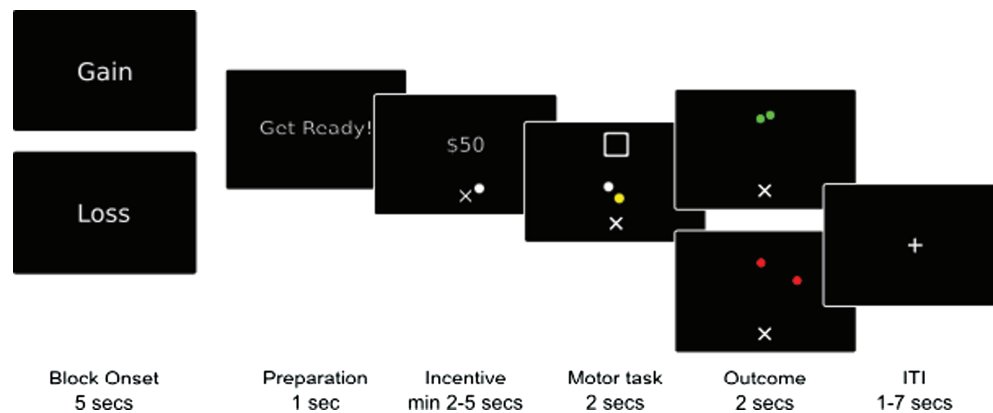 Gain
Loss
Get Ready!
$50
Block Onset
5 secs
Preparation
1 sec
Incentive
min 2-5 secs
Motor task
2 secs
Outcome
2 secs
ITI
1-7 secs